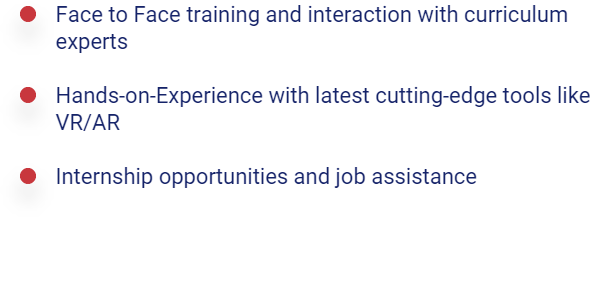 Face to Face training and interaction with curriculum
experts
Hands-on-Experience with latest cutting-edge tools like
VR/AR
Internship opportunities and job assistance